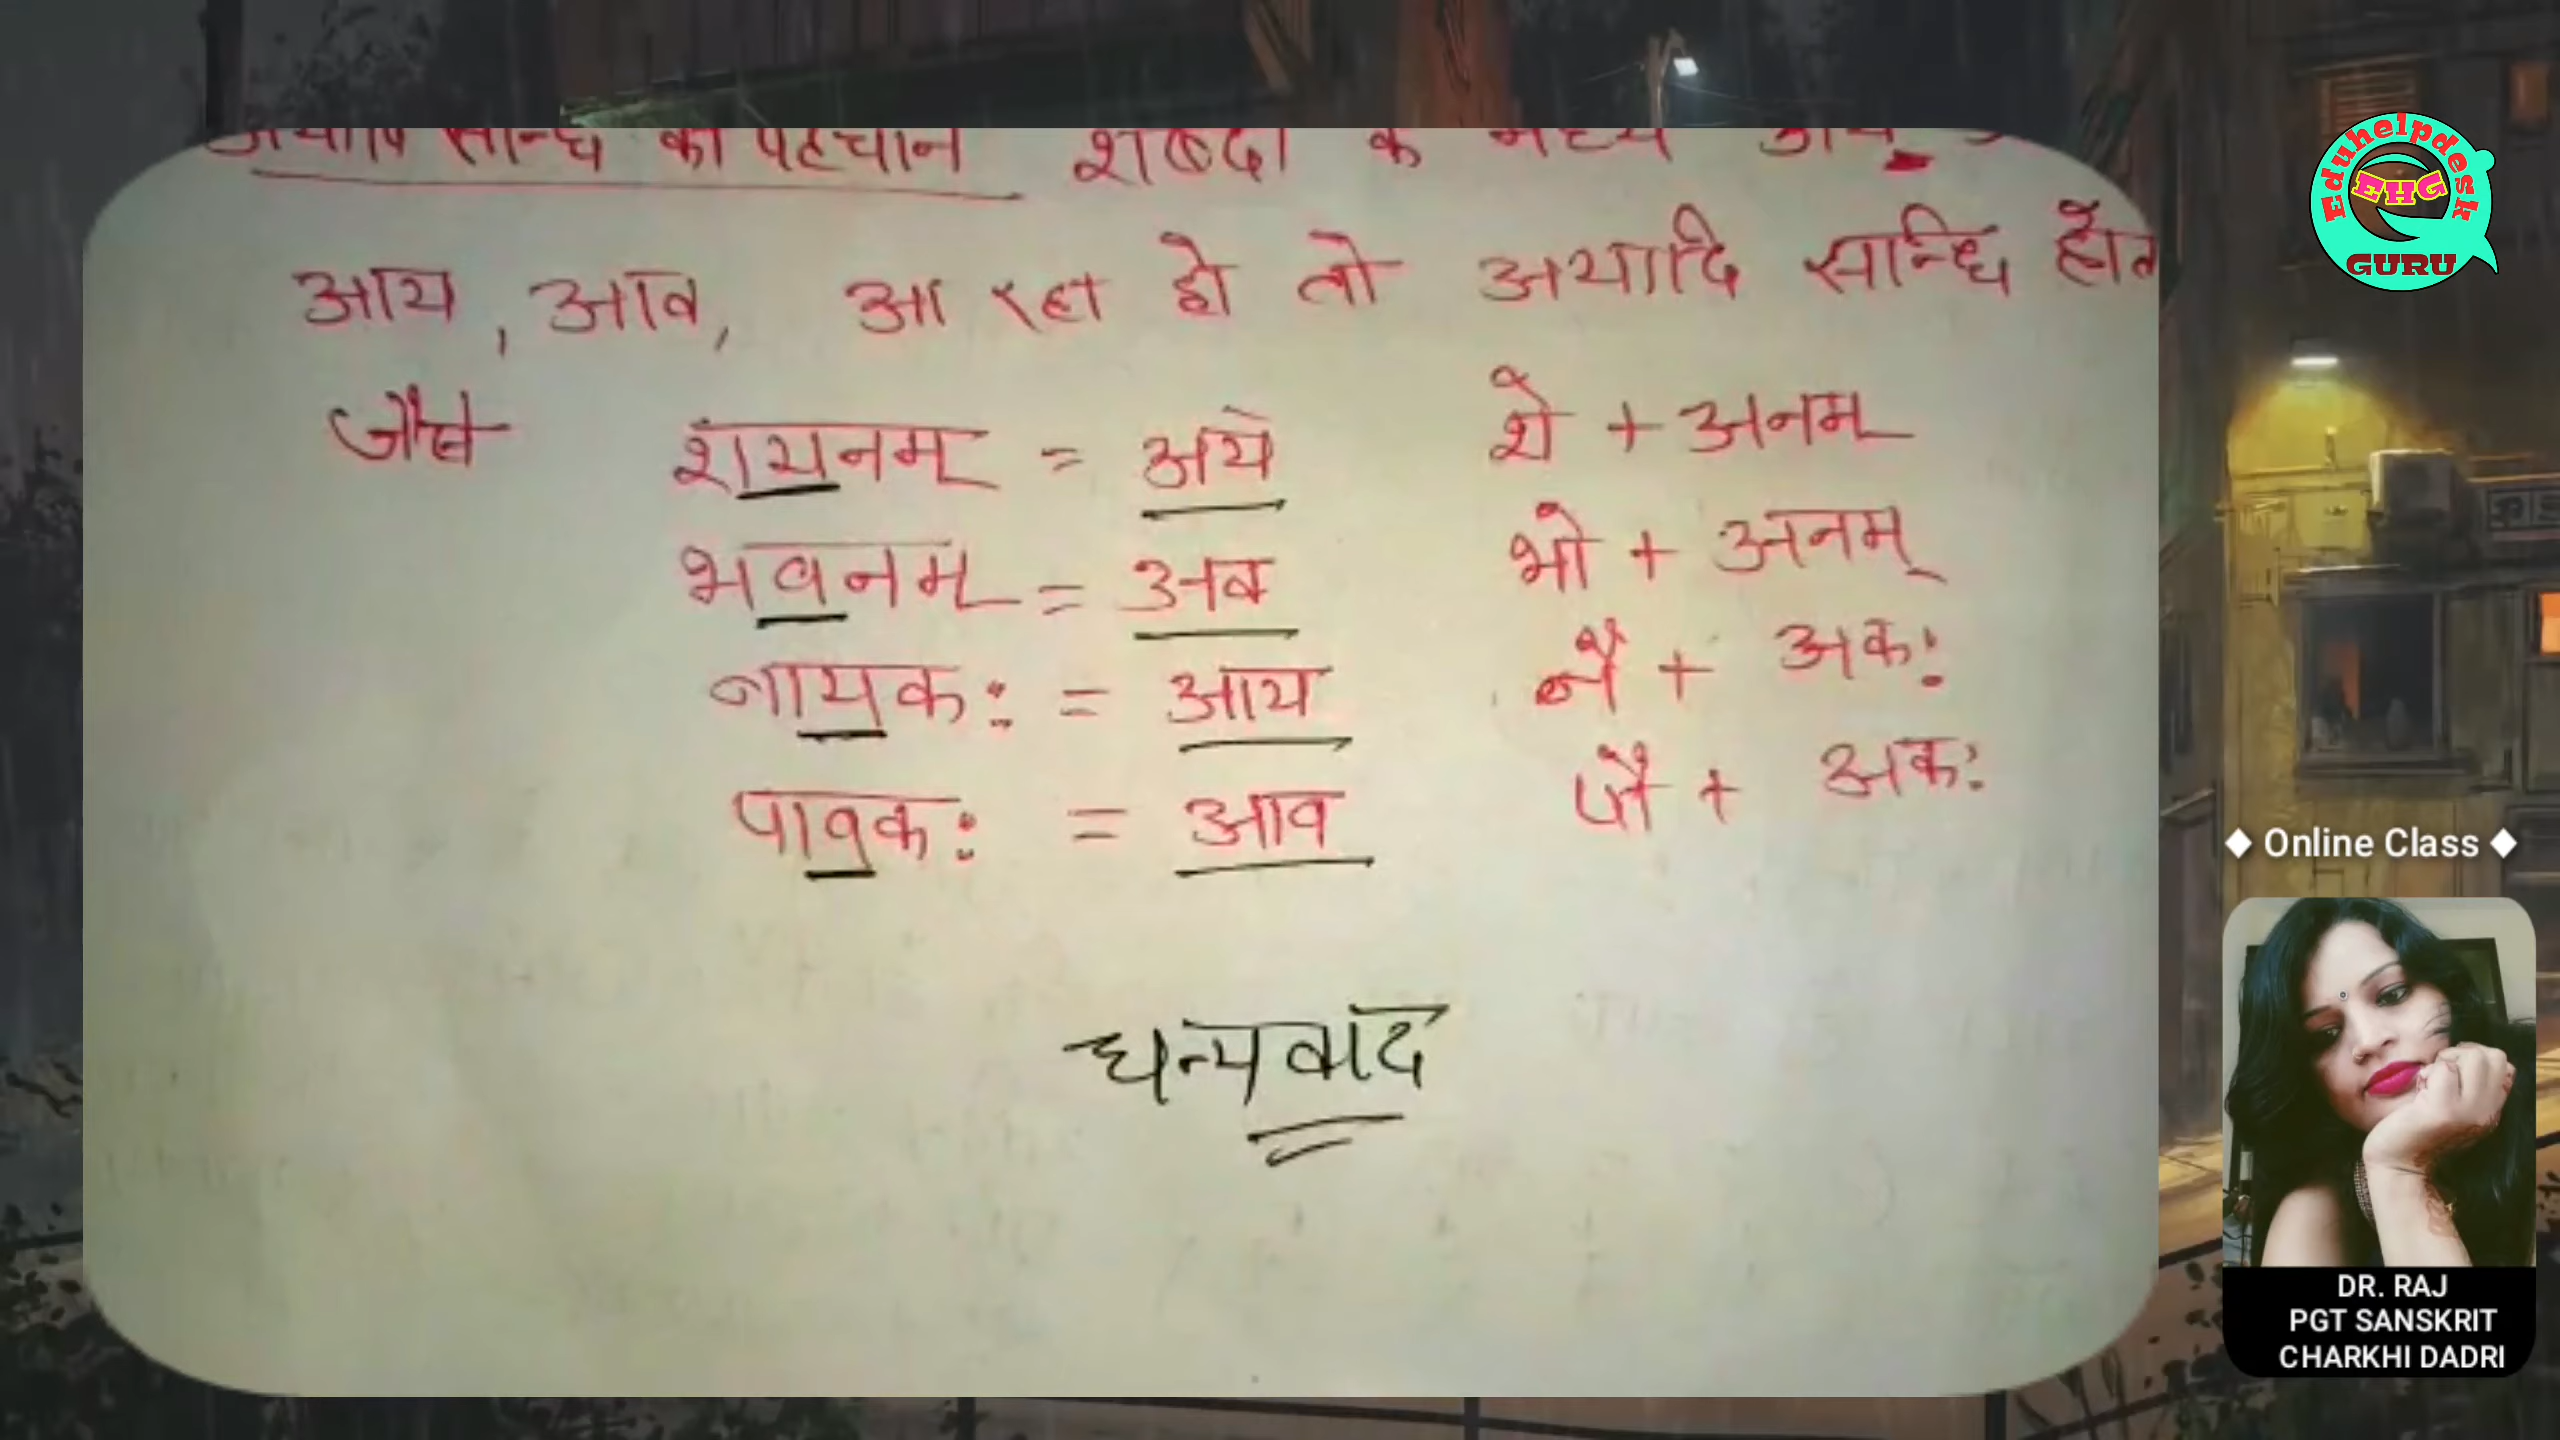 अयादि सन्धि की पहचान शब्दों के मध्य अय्
आय, आव, आ रहा हो तो अयादि सन्धि होत
जैसे शयनम् = अये शे + अनम्
भवनम् = अव भो + अनम्
नायक: = आय नै + अक:
पावक: = आव पौ + अक:
धन्यवाद
Eduhelpdesk
EHG
GURU
◆ Online Class ◆
DR. RAJ
PGT SANSKRIT
CHARKHI DADRI